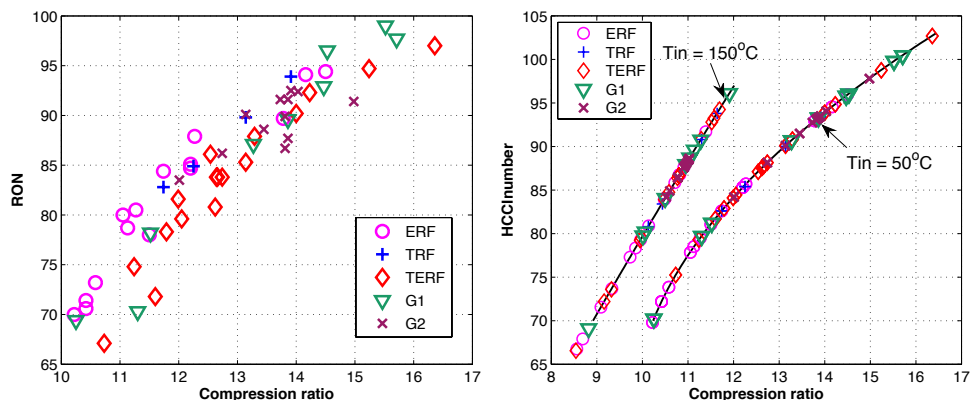 100
95
90
85
80
75
70
65
RON
10 11 12 13 14 15 16 17
Compression ratio
ERF
TRF
TERF
G1
G2
105
100
95
90
85
80
75
70
65
HCCInumber
8 9 10 11 12 13 14 15 16 17
Compression ratio
ERF
TRF
TERF
G1
G2
Tin = 150°C
Tin = 50°C